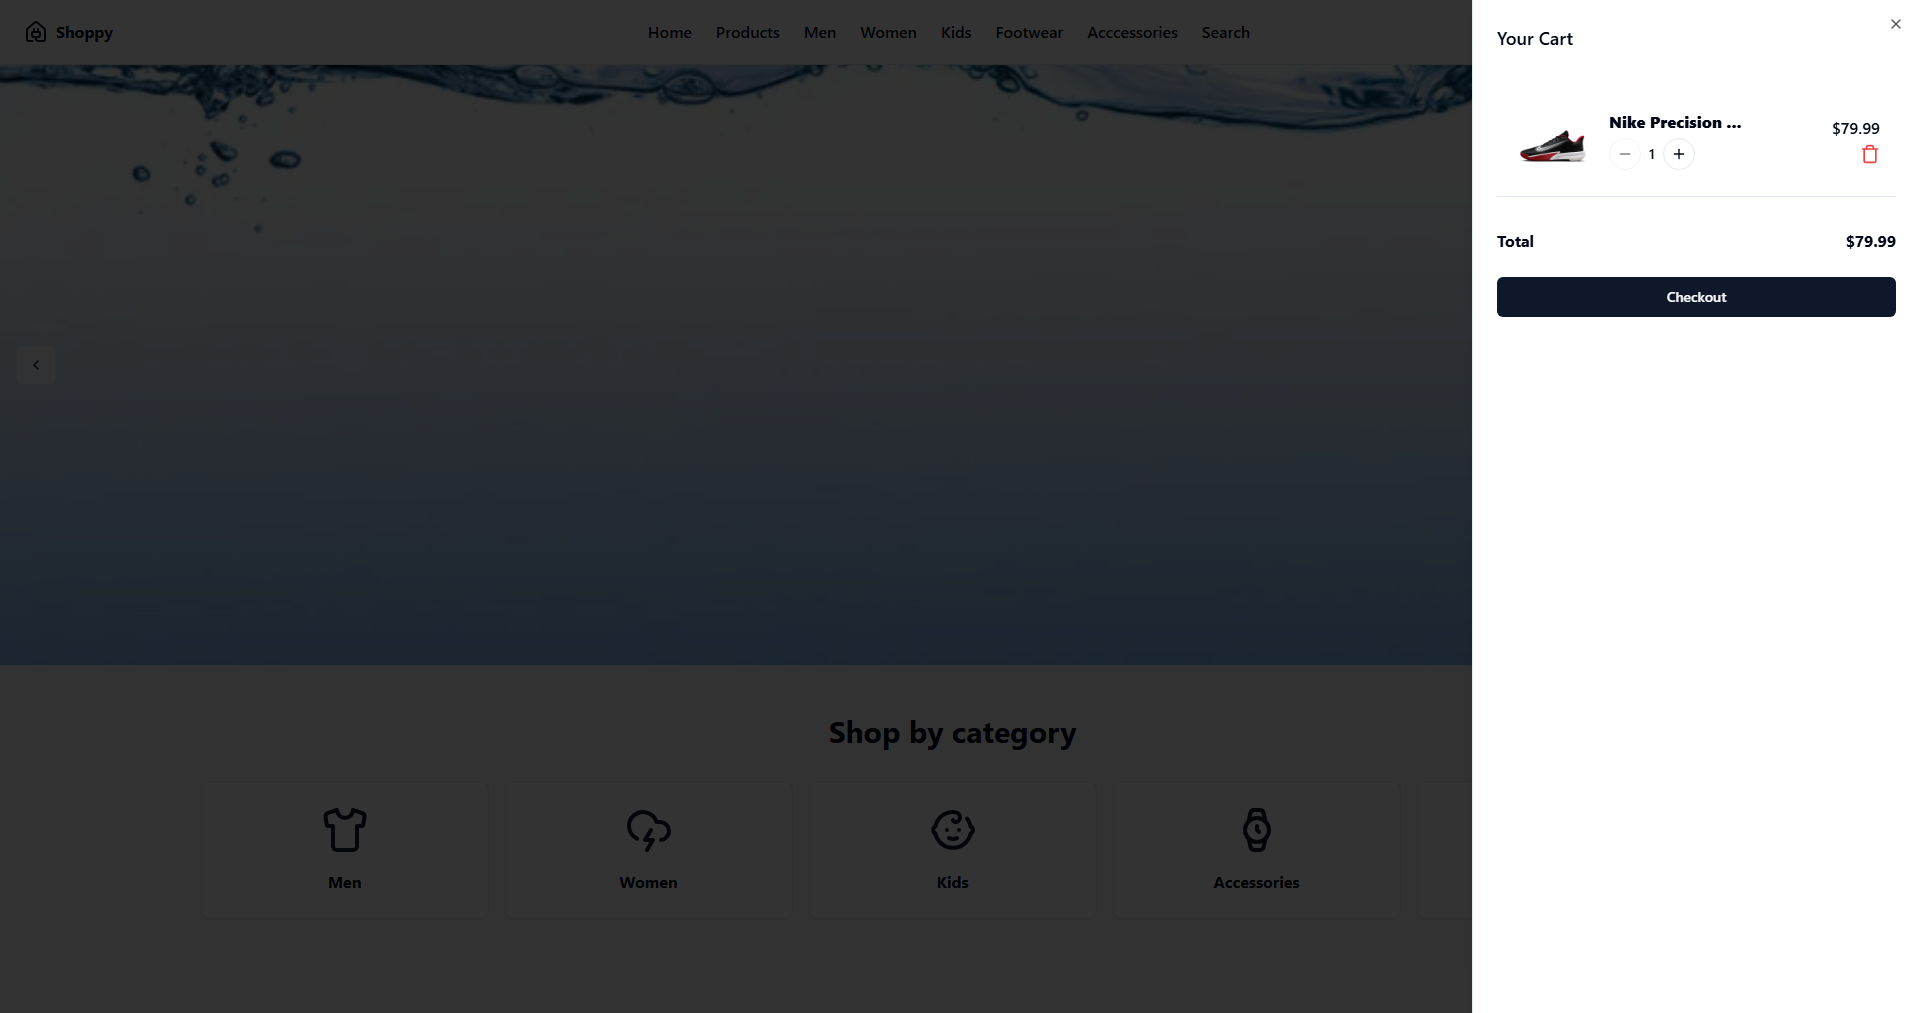 Shoppy
Home Products Men Women Kids Footwear Acccessories Search
Your Cart
Nike Precision ...
$79.99
1
Total $79.99
Checkout
Shop by category
Men Women Kids Accessories